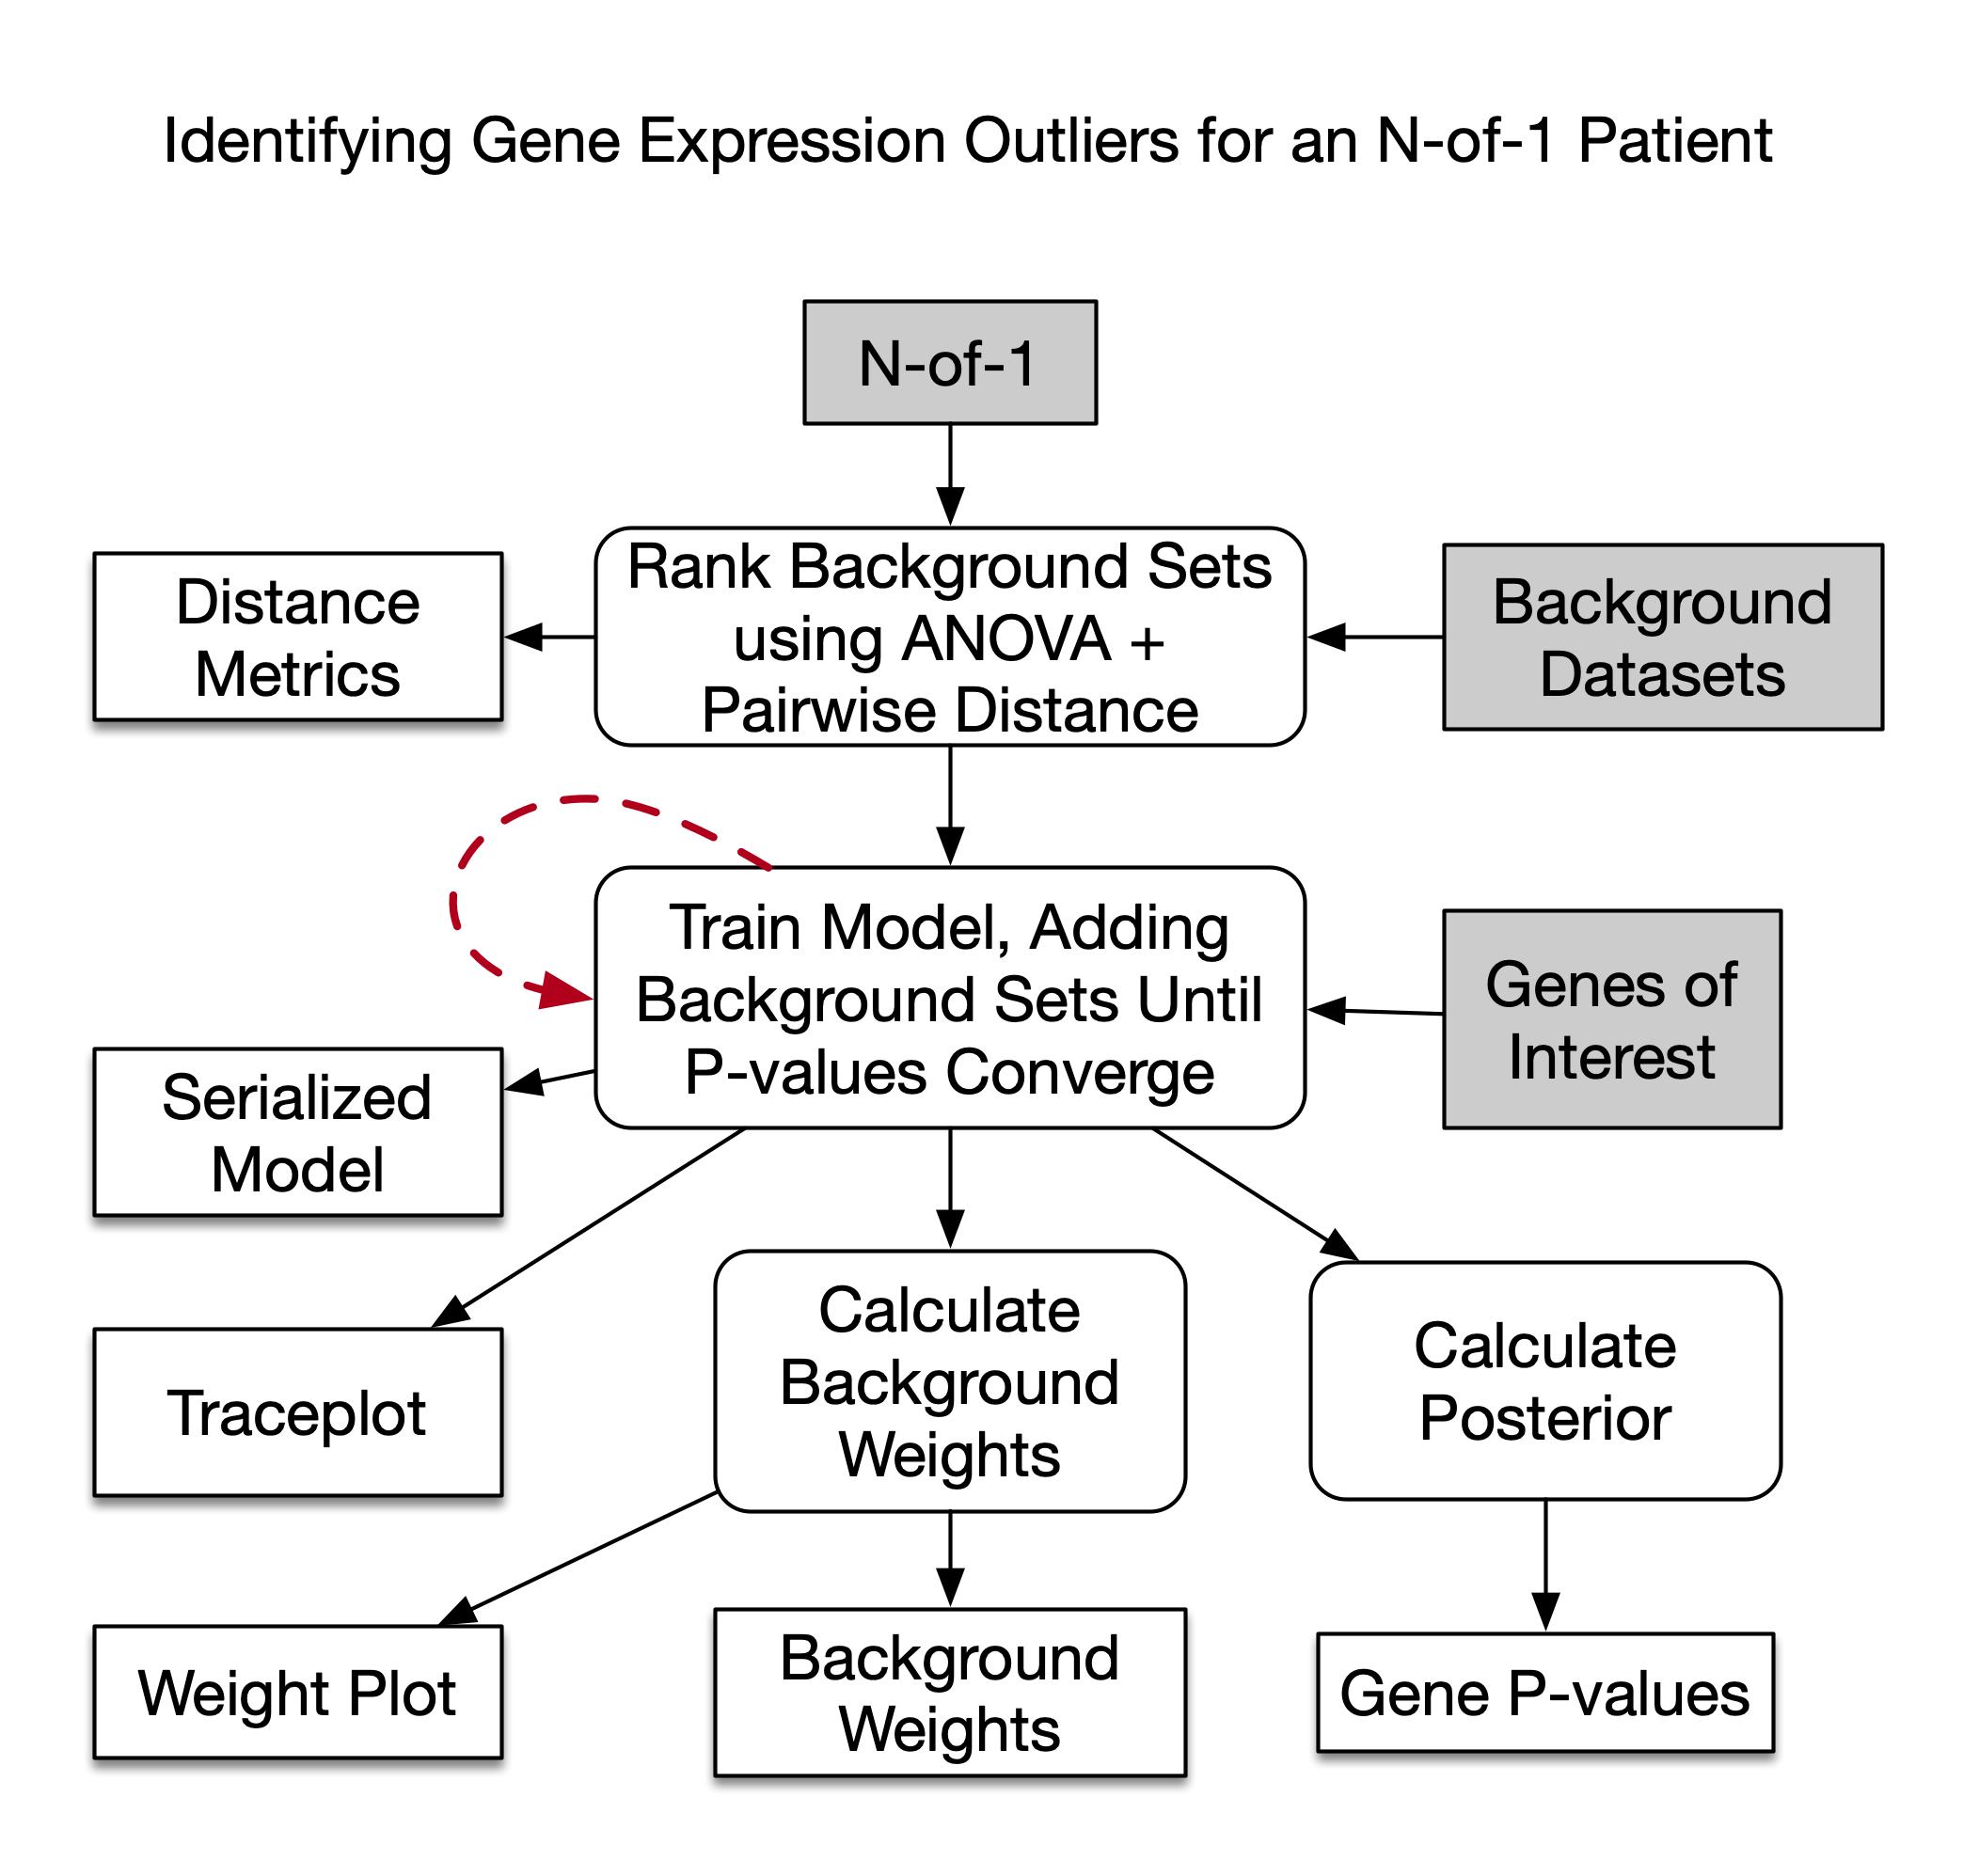 Identifying Gene Expression Outliers for an N-of-1 Patient
N-of-1
Distance
Metrics
Rank Background Sets
using ANOVA +
Pairwise Distance
Background
Datasets
Train Model, Adding
Background Sets Until
P-values Converge
Genes of
Interest
Serialized
Model
Traceplot
Calculate
Background
Weights
Calculate
Posterior
Weight Plot
Background
Weights
Gene P-values